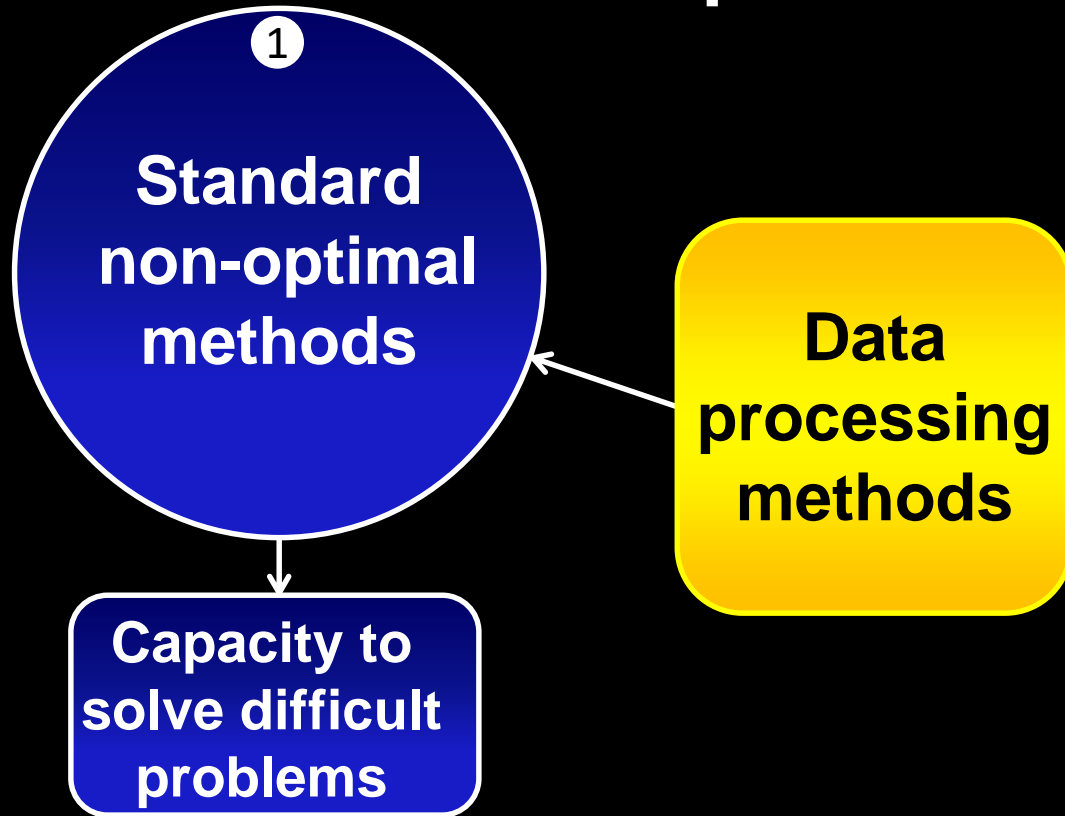 1
Standard
non-optimal
methods
Data
processing
methods
Capacity to
solve difficult
problems